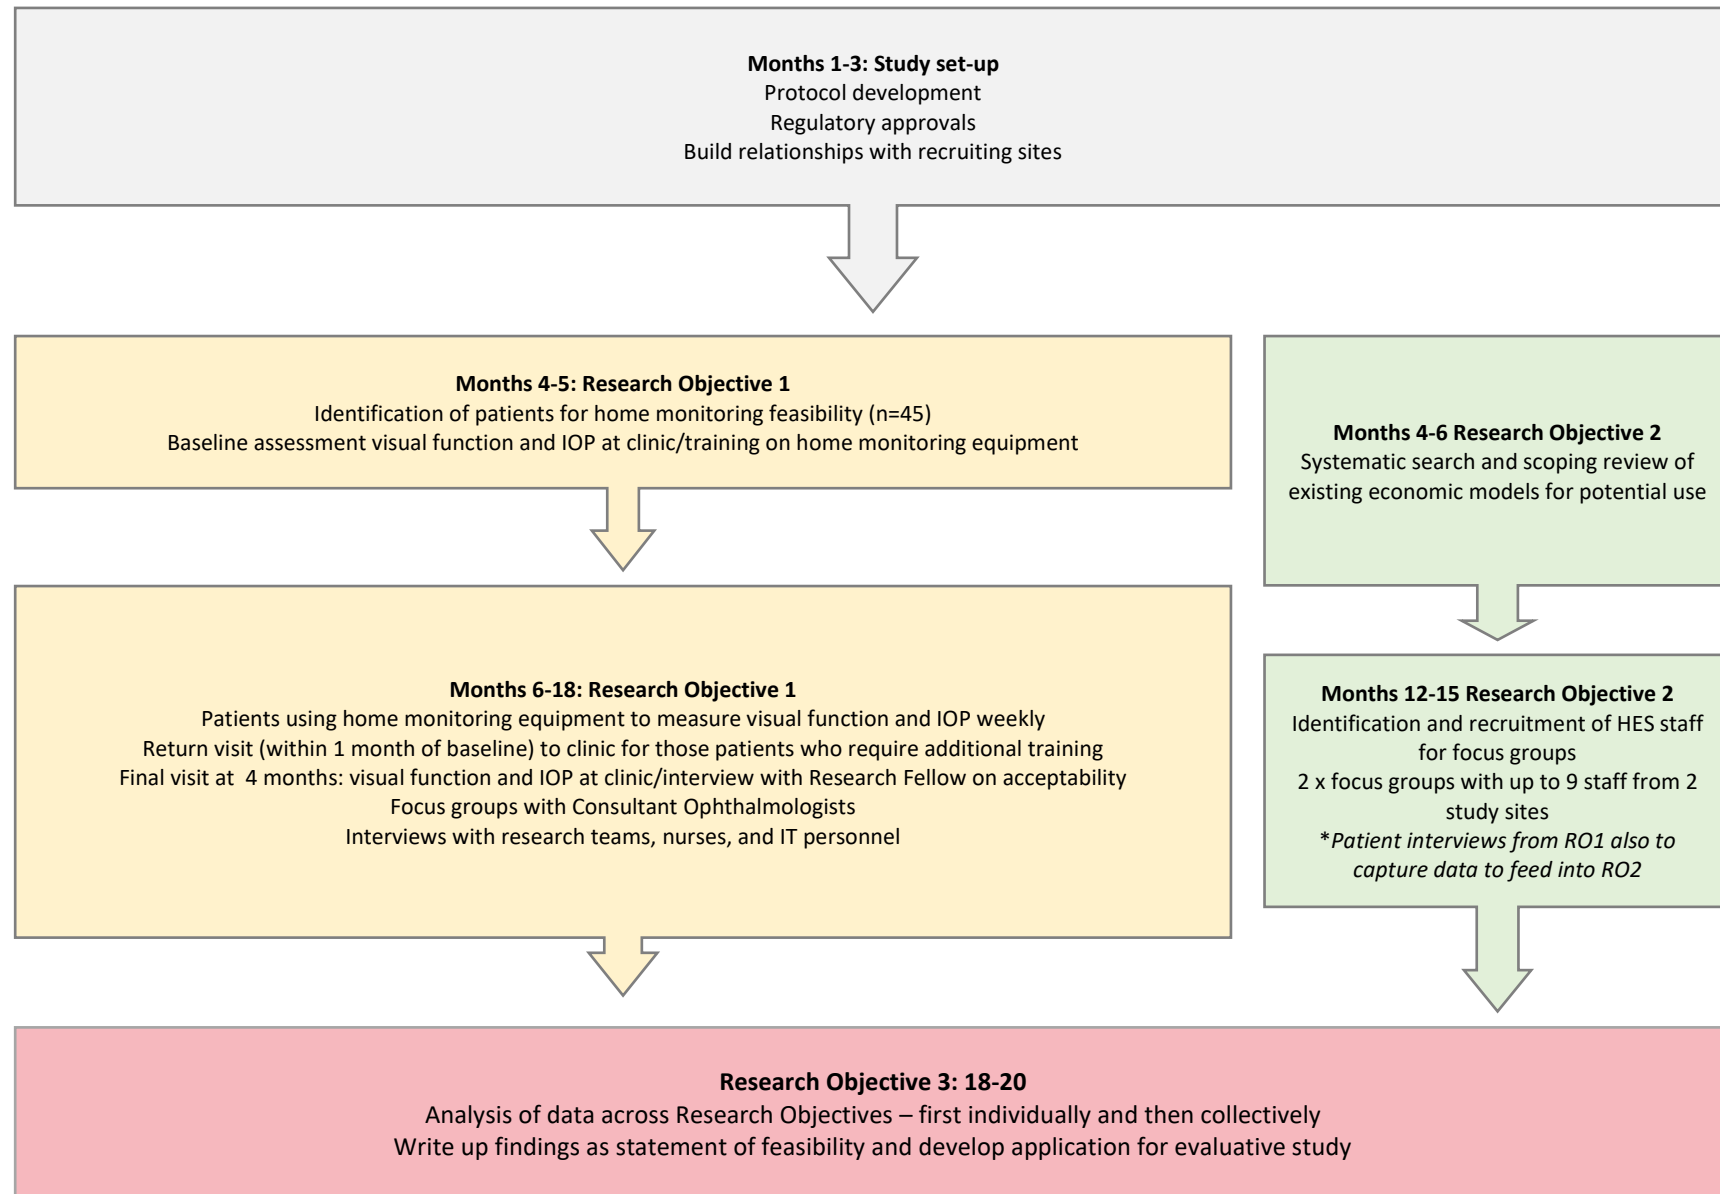 Months 1-3: Study set-up
Protocol development
Regulatory approvals
Build relationships with recruiting sites
Months 4-5: Research Objective 1
Identification of patients for home monitoring feasibility (n=45)
Baseline assessment visual function and IOP at clinic/training on home monitoring equipment
Months 6-18: Research Objective 1
Patients using home monitoring equipment to measure visual function and IOP weekly
Return visit (within 1 month of baseline) to clinic for those patients who require additional training
Final visit at  4 months: visual function and IOP at clinic/interview with Research Fellow on acceptability
Focus groups with Consultant Ophthalmologists
Interviews with research teams, nurses, and IT personnel
Months 4-6 Research Objective 2
Systematic search and scoping review of
existing economic models for potential use
Months 12-15 Research Objective 2
Identification and recruitment of HES staff
for focus groups
2 x focus groups with up to 9 staff from 2
study sites
*Patient interviews from RO1 also to
capture data to feed into RO2
Research Objective 3: 18-20
Analysis of data across Research Objectives – first individually and then collectively
Write up findings as statement of feasibility and develop application for evaluative study